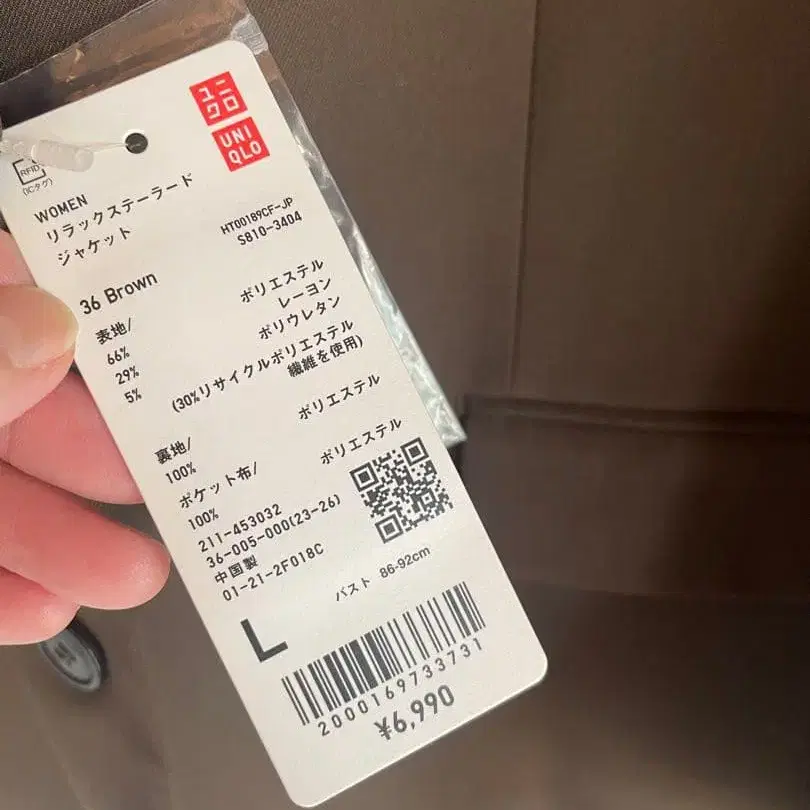 ユニ
クロ
UNI
QLO
RFID
(ICタグ)
WOMEN
リラックステーラード
ジャケット
HT00189CF-JP
S810-3404
36 Brown
表地/
66% ポリエステル
29% レーヨン
5% ポリウレタン
(30%リサイクルポリエステル
繊維を使用)
裏地/
100% ポリエステル
ポケット布/
100% ポリエステル
211-453032
36-005-000(23-26)
中国製
01-21-2F018C
バスト 86-92cm
L
2000169733731
¥6,990